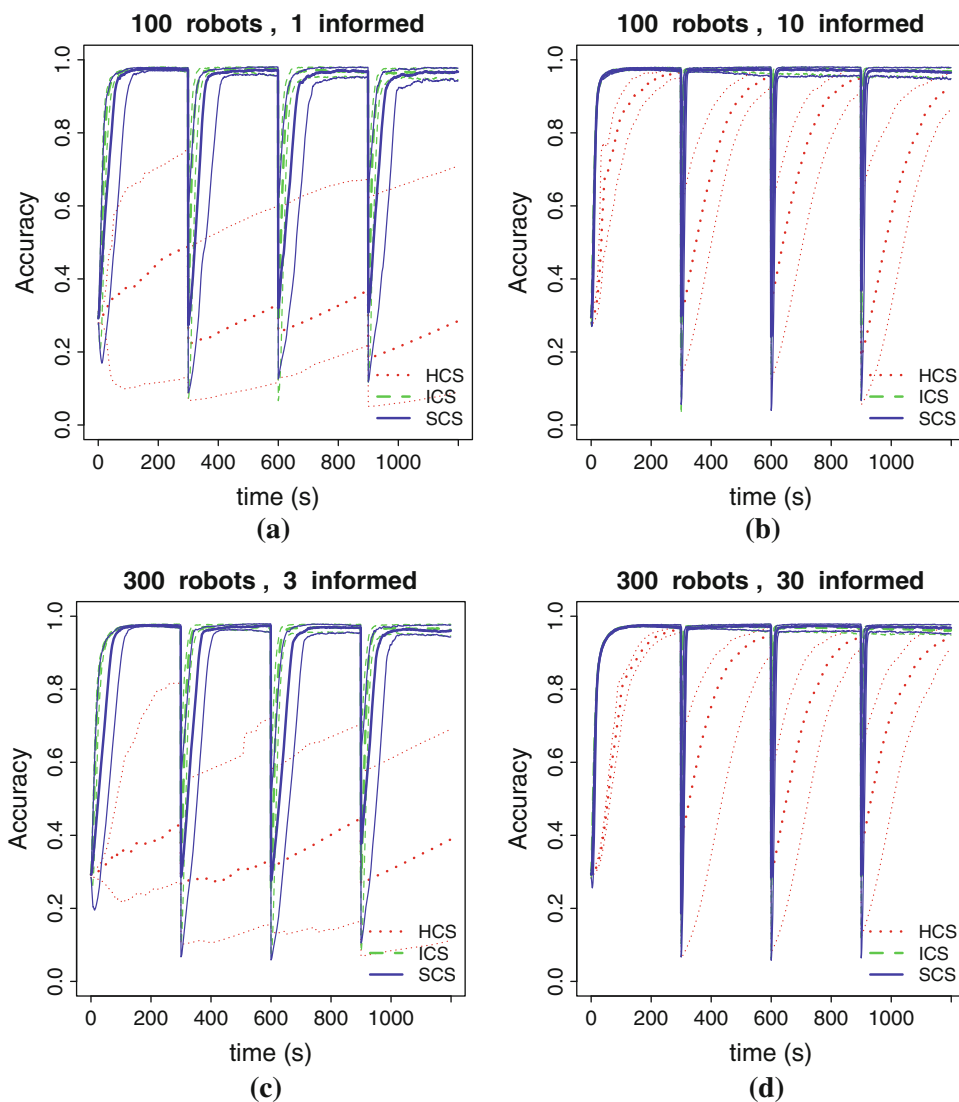 100 robots , 1 informed
Accuracy
0.0 0.2 0.4 0.6 0.8 1.0
HCS
ICS
SCS
0 200 400 600 800 1000
time (s)
(a)
100 robots , 10 informed
Accuracy
0.0 0.2 0.4 0.6 0.8 1.0
HCS
ICS
SCS
0 200 400 600 800 1000
time (s)
(b)
300 robots , 3 informed
Accuracy
0.0 0.2 0.4 0.6 0.8 1.0
HCS
ICS
SCS
0 200 400 600 800 1000
time (s)
(c)
300 robots , 30 informed
Accuracy
0.0 0.2 0.4 0.6 0.8 1.0
HCS
ICS
SCS
0 200 400 600 800 1000
time (s)
(d)